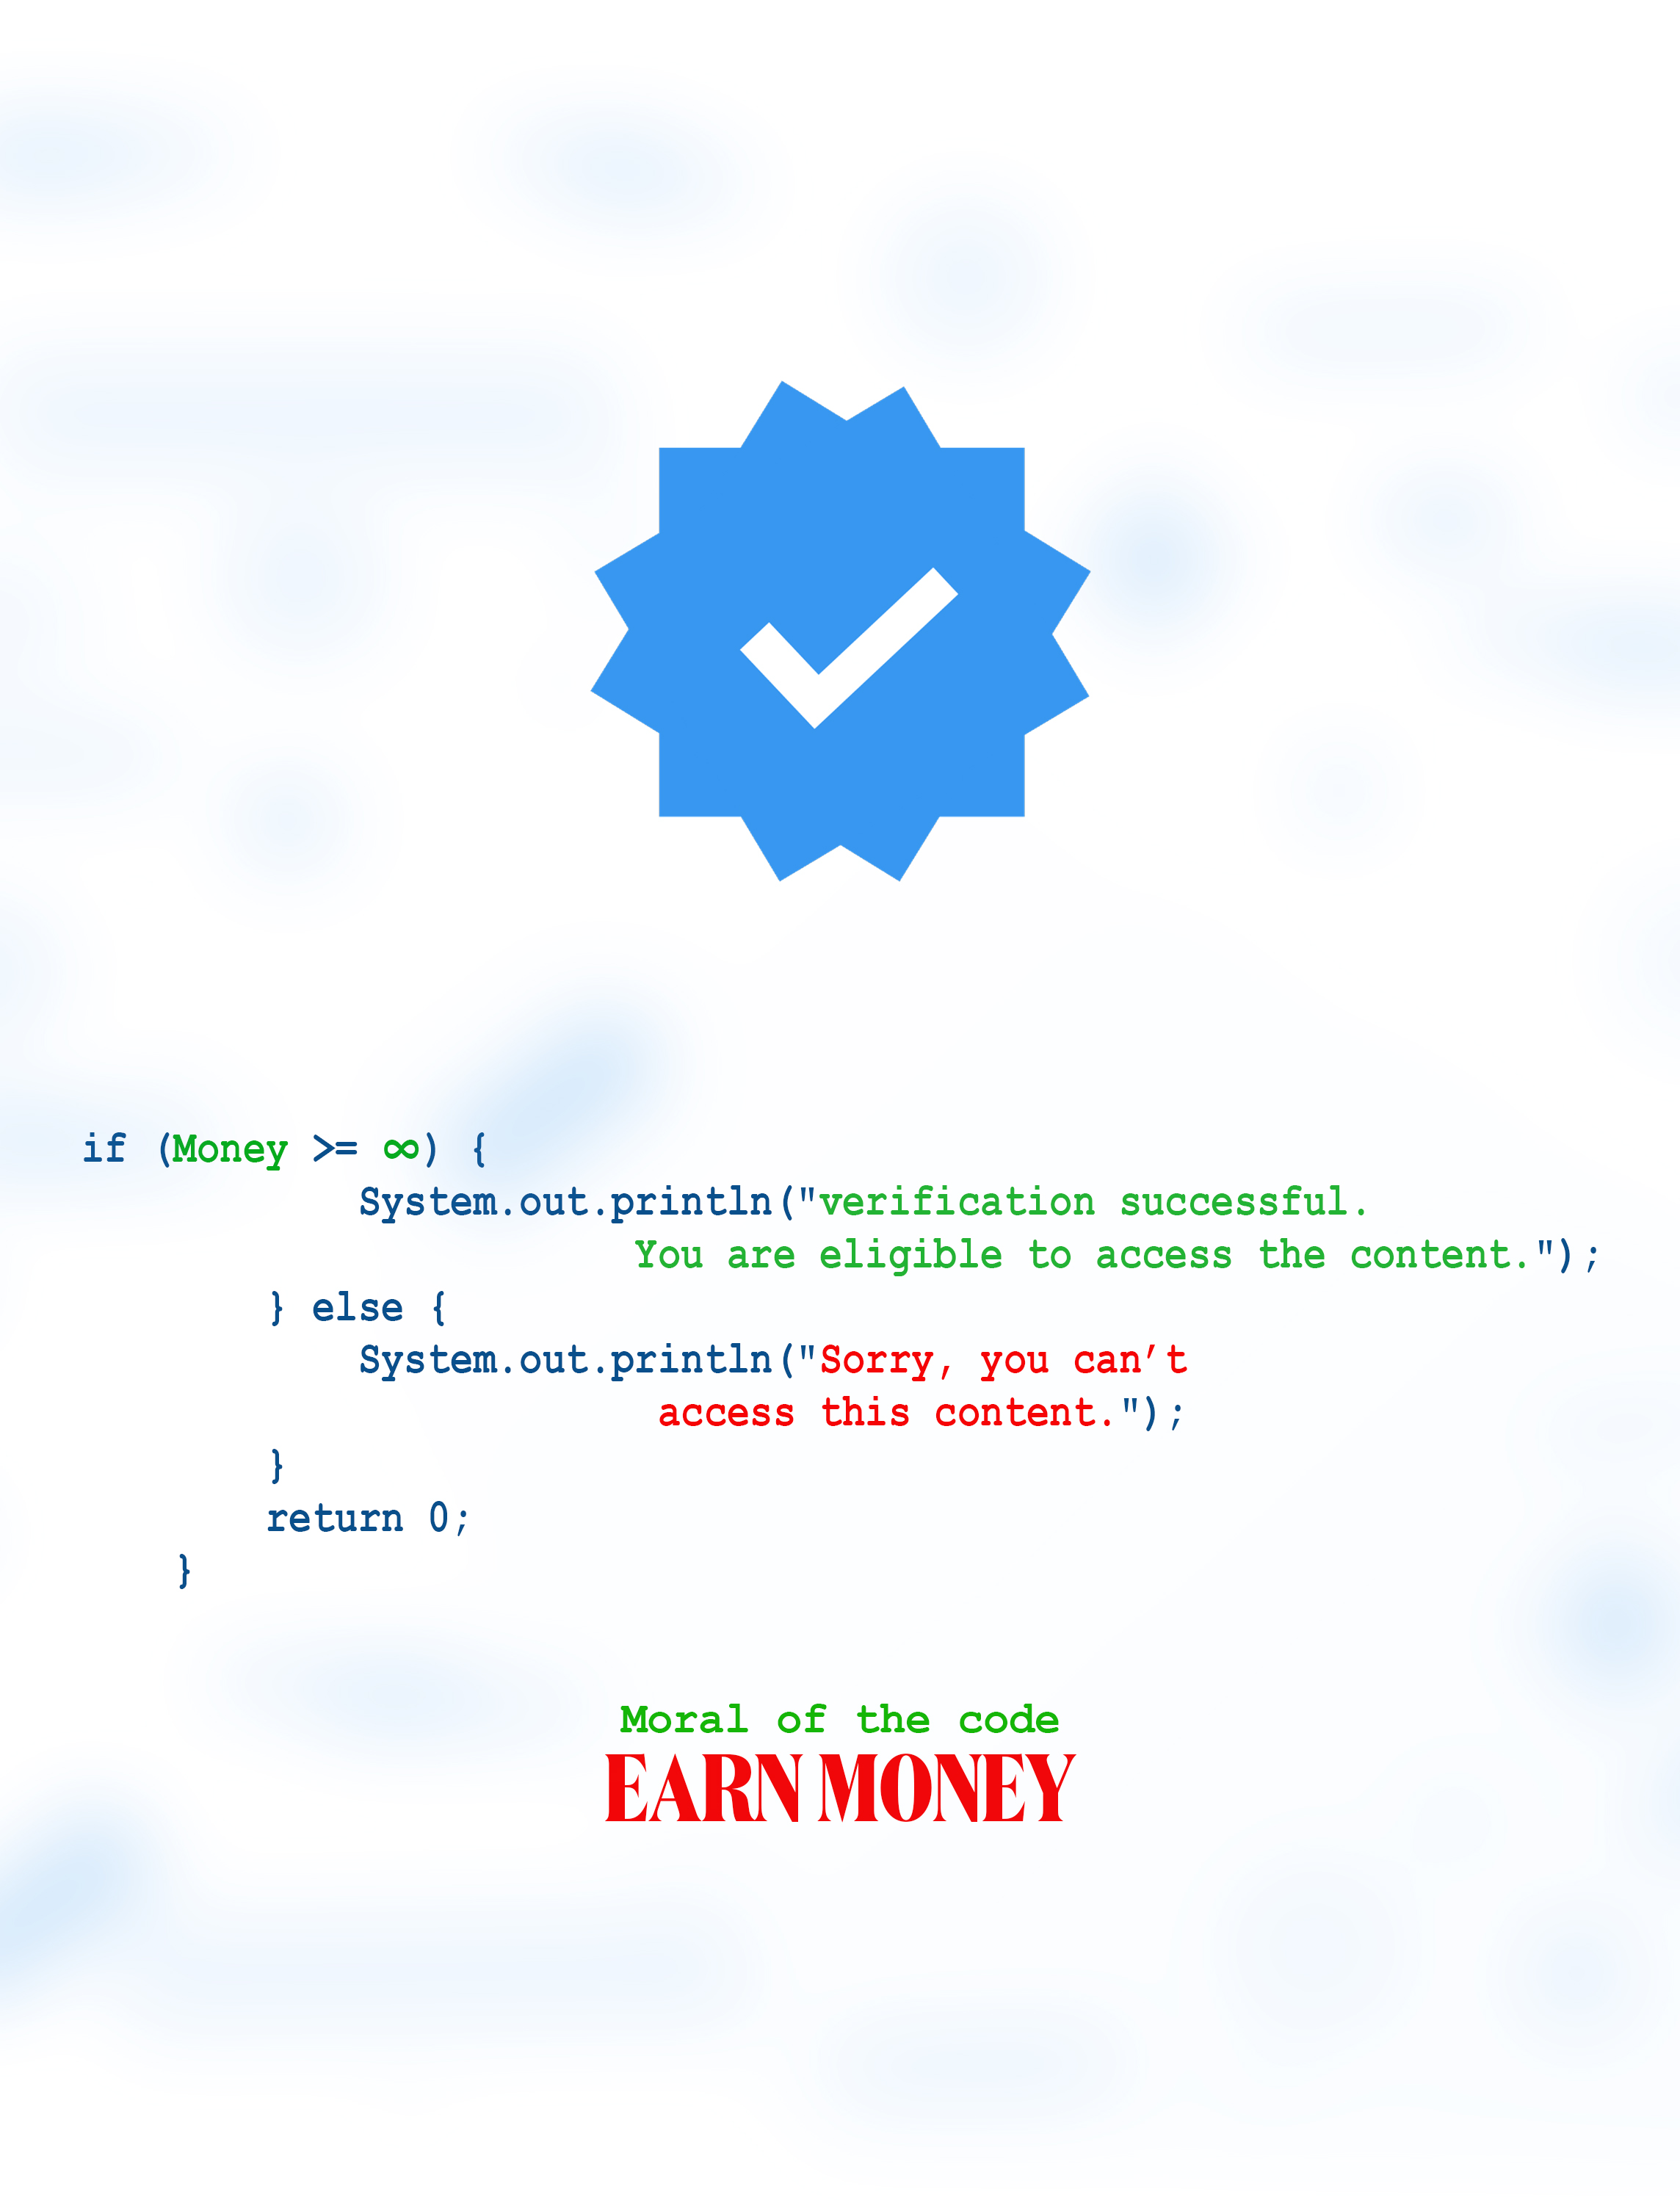 if (Money >= ∞) {
System.out.println("verification successful.
You are eligible to access the content.");
} else {
System.out.println("Sorry, you can’t
access this content.");
}
return 0;
}
Moral of the code
EARN MONEY